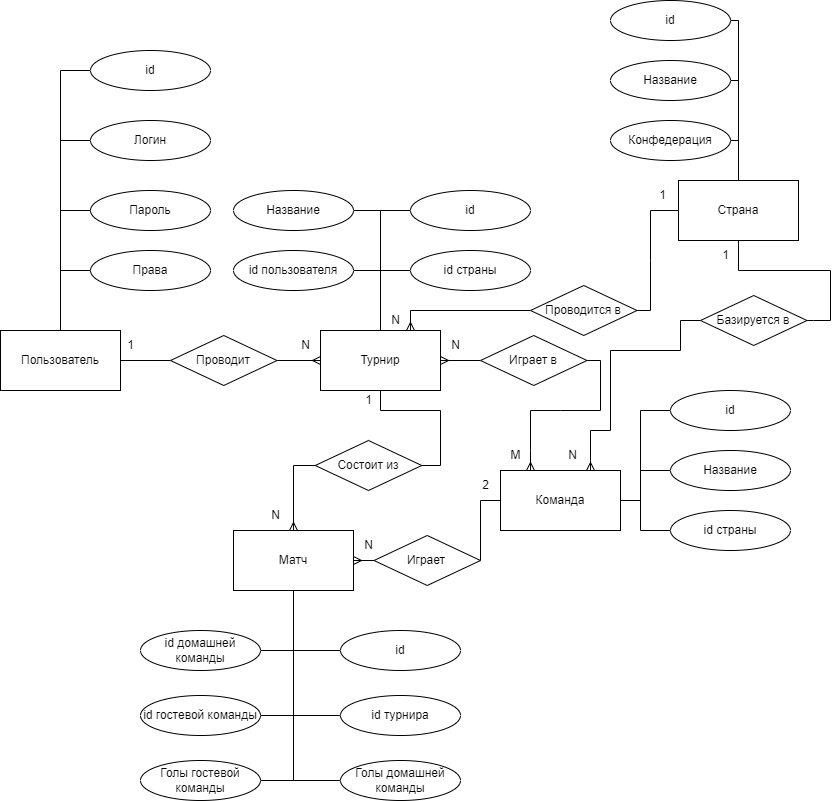 id
Название
Конфедерация
id
Логин
Пароль
Права
Название
id
id пользователя
id страны
1
Страна
1
Проводится в
N
Базируется в
Пользователь
1
Проводит
N
Турнир
N
Играет в
1
M
N
id
Название
id страны
Состоит из
2
Команда
N
Матч
N
Играет
id домашней
команды
id
id гостевой команды
id турнира
Голы гостевой
команды
Голы домашней
команды